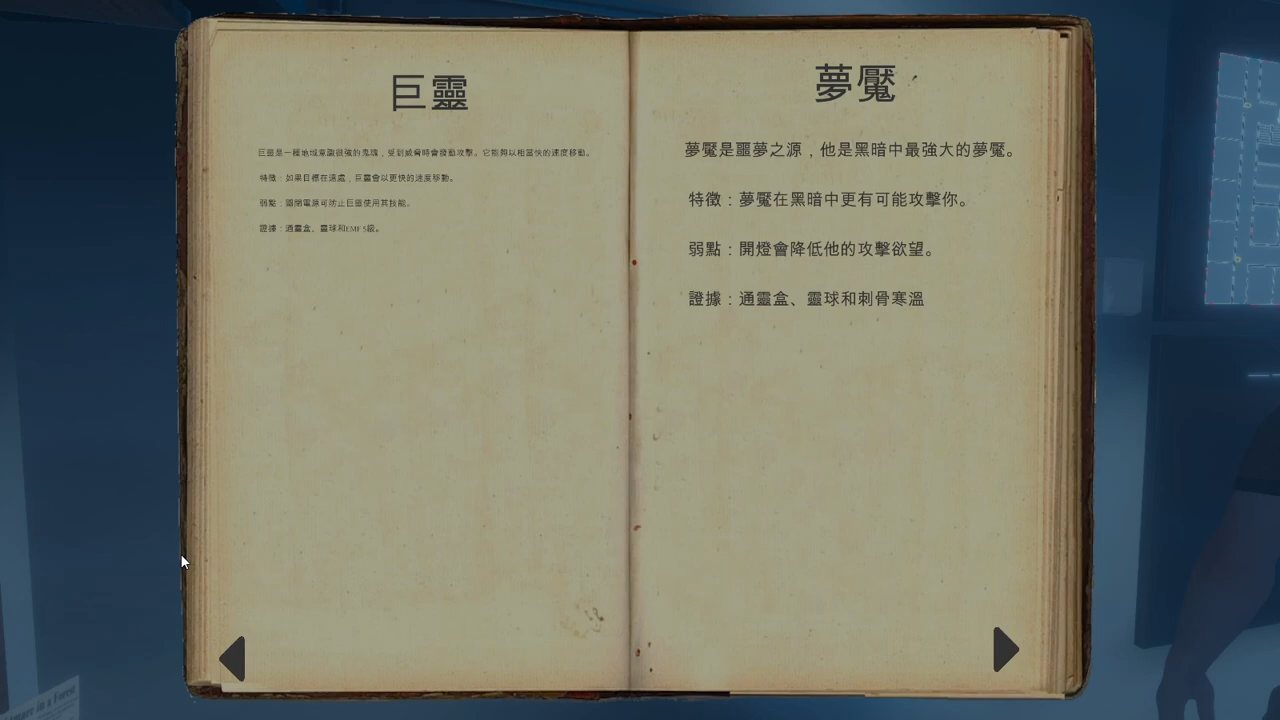 巨靈
巨靈是一種地域意識很強的鬼魂，受到威脅時會發動攻擊。它能夠以相當快的速度移動。
特徵：如果目標在遠處，巨靈會以更快的速度移動。
弱點：關閉電源可防止巨靈使用其技能。
證據：通靈盒、靈球和EMF 5級。
夢魘
夢魘是噩夢之源，他是黑暗中最強大的夢魘。
特徵：夢魘在黑暗中更有可能攻擊你。
弱點：開燈會降低他的攻擊欲望。
證據：通靈盒、靈球和刺骨寒溫
in a Forest